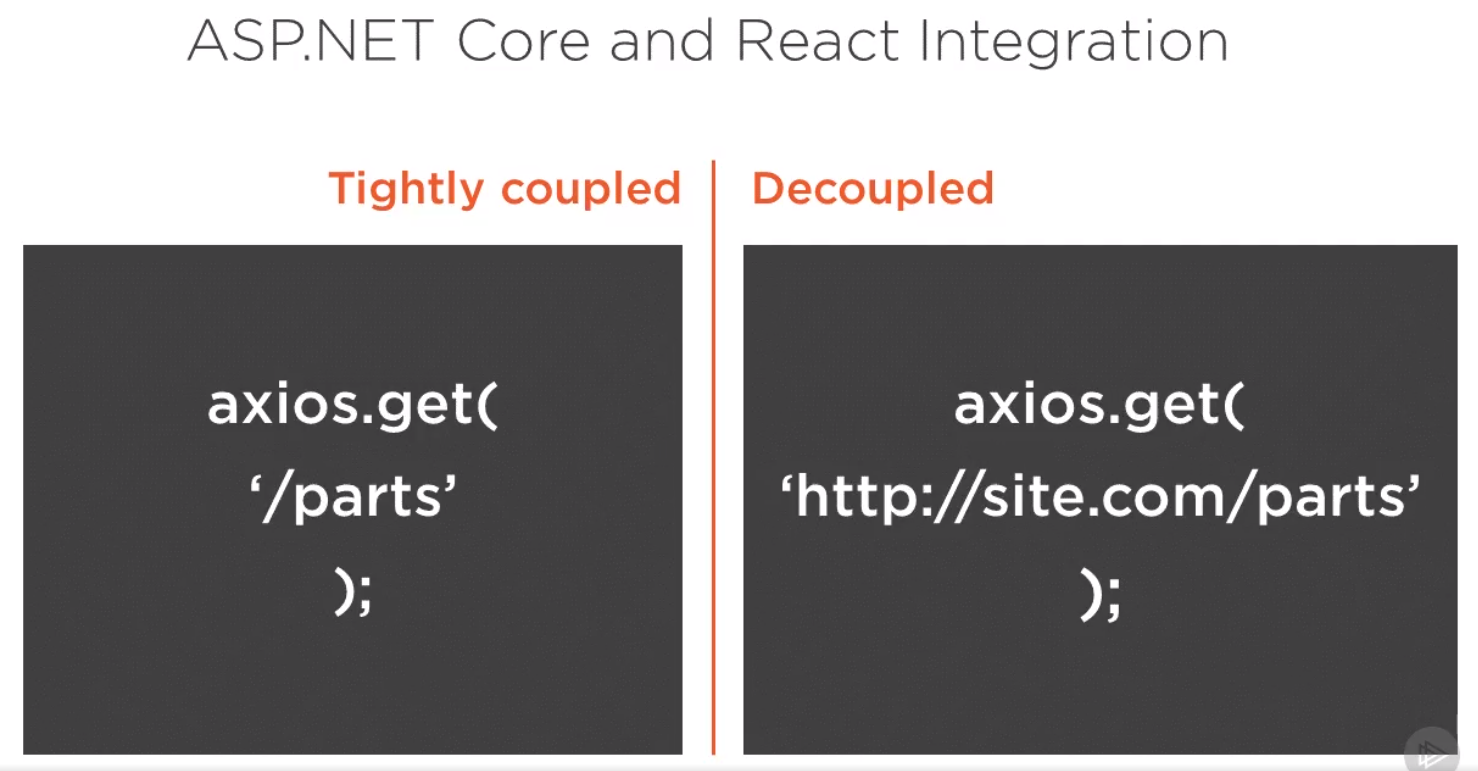 ASP.NET Core and React Integration
Tightly coupled
Decoupled
axios.get(
‘/parts’
);
axios.get(
‘http://site.com/parts’
);